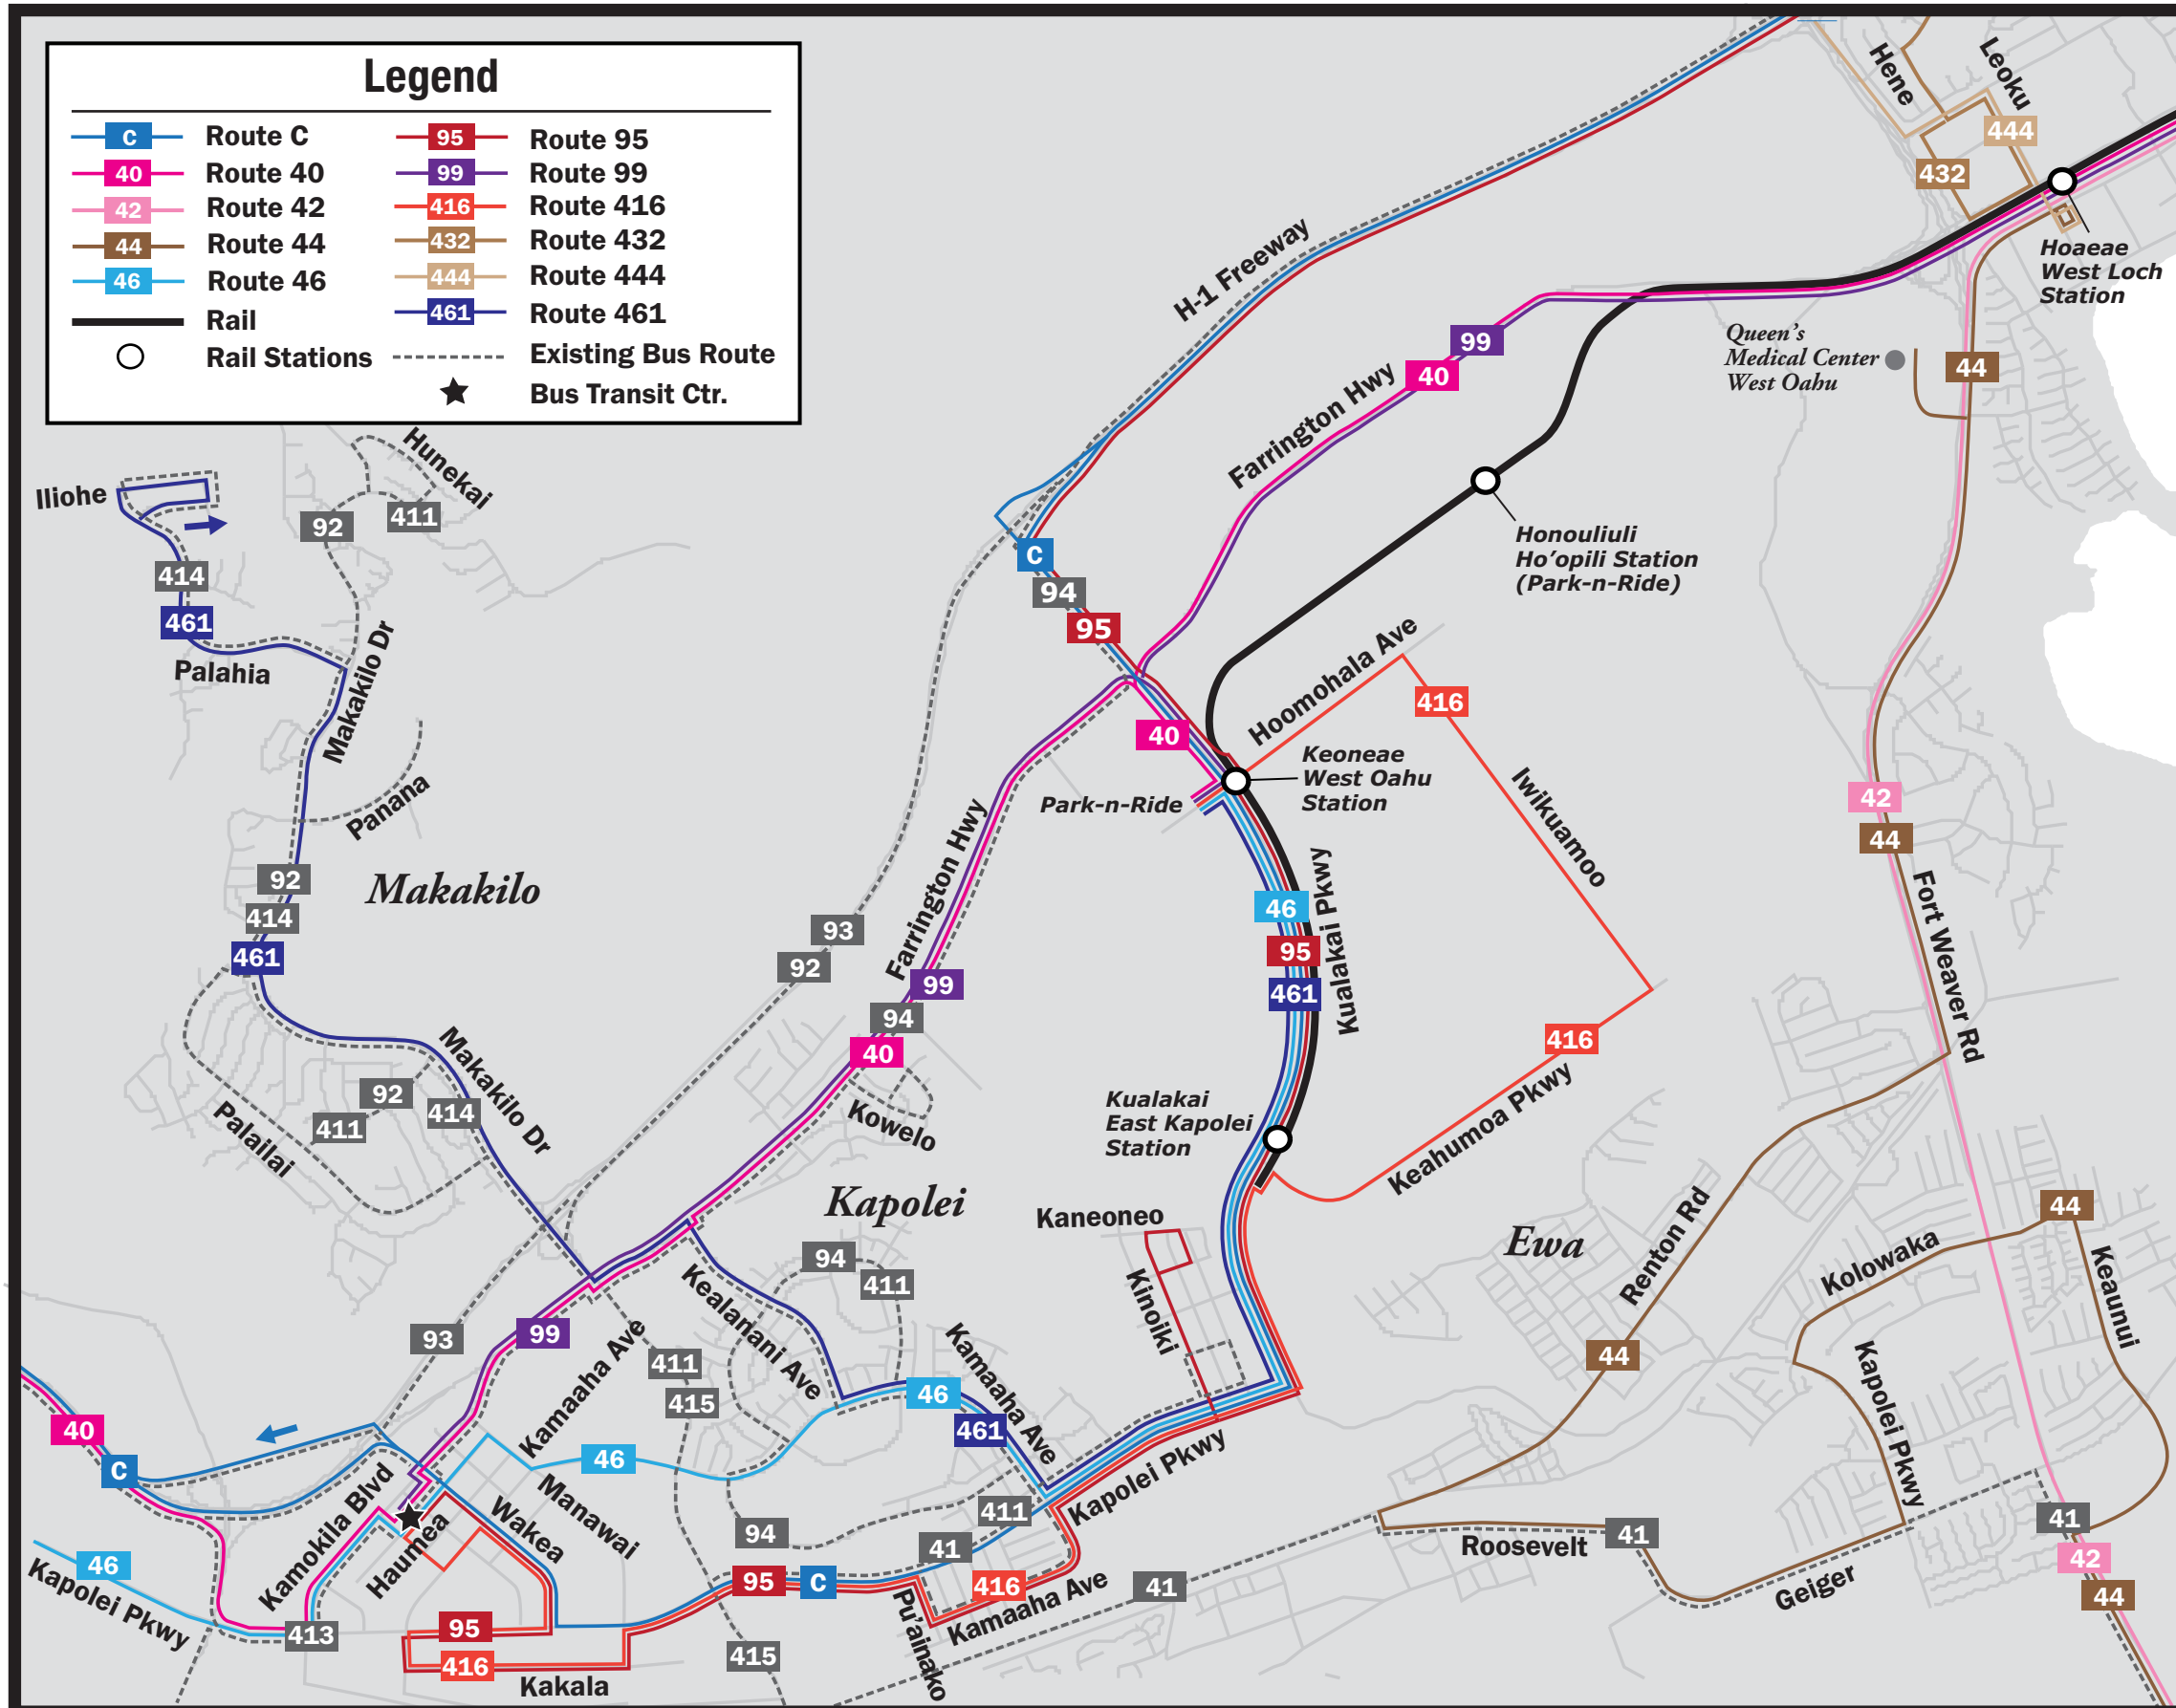 Legend
C Route C
40 Route 40
42 Route 42
44 Route 44
46 Route 46
Rail
Rail Stations
95 Route 95
99 Route 99
416 Route 416
432 Route 432
444 Route 444
461 Route 461
Existing Bus Route
Bus Transit Ctr.
Hene
Leoku
444
432
Hoaeae
West Loch
Station
H-1 Freeway
Queen's
Medical Center
West Oahu
44
99
40
Farrington Hwy
Hunekai
Iliohe
92
411
414
461
Palahia
Makakilo Dr
Panana
Honouliuli
Ho'opili Station
(Park-n-Ride)
C
94
95
40
Hoomohala Ave
416
Keoneae
West Oahu
Station
Park-n-Ride
Iwikuamoo
42
44
Fort Weaver Rd
Makakilo
92
414
461
93
92
Farrington Hwy
99
94
40
Kowelo
46
95
461
Kualakai Pkwy
416
Keahumoa Pkwy
Makakilo Dr
92
414
411
Palailai
Kualakai
East Kapolei
Station
Kapolei
Kaneoneo
Kinoiki
Ewa
Renton Rd
44
Kolowaka
Keaunui
44
Kapolei Pkwy
94
411
Kealanani Ave
93
99
Kamaaha Ave
411
415
46
461
Kamaaha Ave
Kapolei Pkwy
40
C
46
Manawai
Wakea
Kamokila Blvd
Haumea
46
Kapolei Pkwy
413
95
416
Kakala
94
411
41
95
C
416
Kamaaha Ave
Pu'ainako
415
41
Roosevelt
41
Geiger
41
42
44